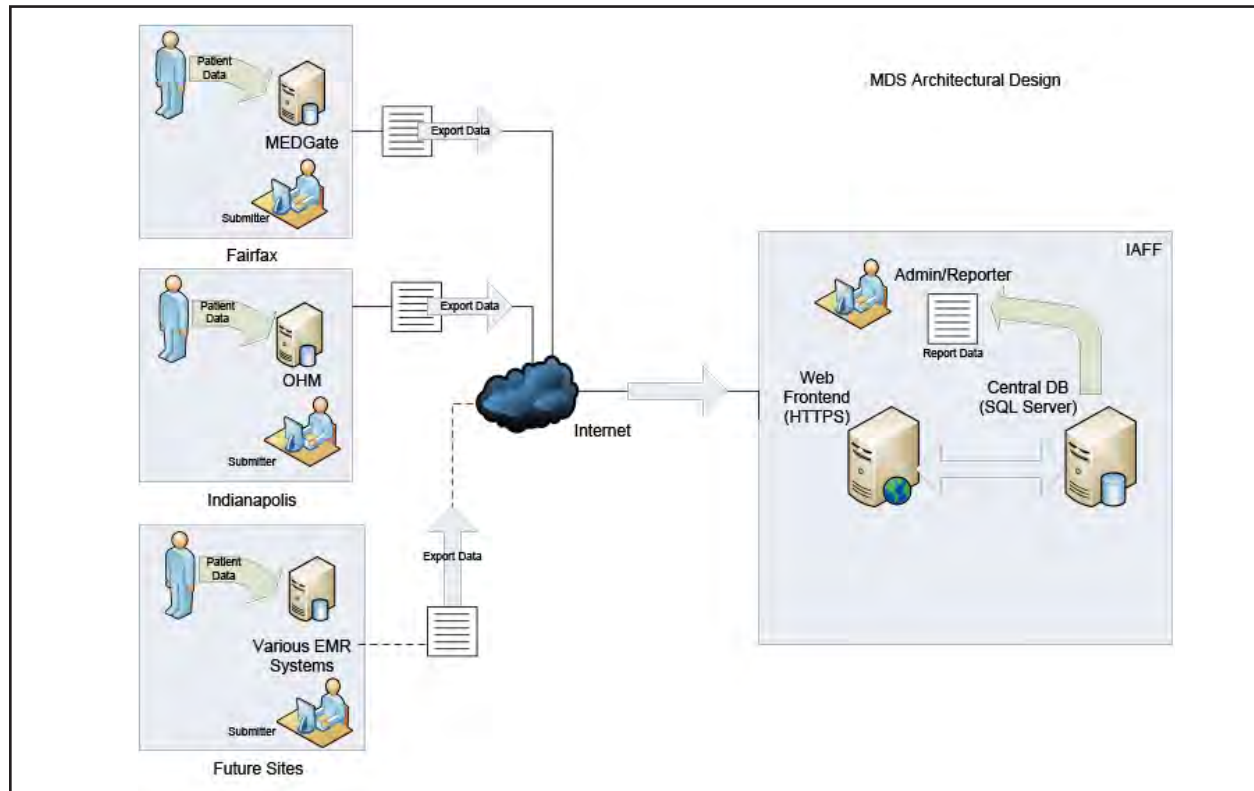 MDS Architectural Design
Patient
Data
MEDGate
Submitter
Fairfax
Export Data
Patient
Data
OHM
Submitter
Indianapolis
Export Data
Patient
Data
Various EMR
Systems
Submitter
Future Sites
Export Data
Internet
IAFF
Admin/Reporter
Report Data
Web
Frontend
(HTTPS)
Central DB
(SQL Server)